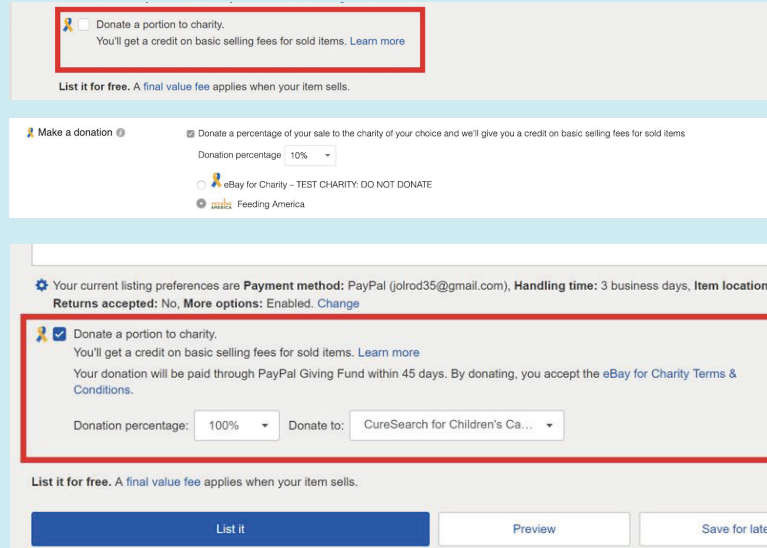 Donate a portion to charity.
You'll get a credit on basic selling fees for sold items. Learn more
List it for free. A final value fee applies when your item sells.
Make a donation
Donate a percentage of your sale to the charity of your choice and we'll give you a credit on basic selling fees for sold items
Donation percentage 10%
eBay for Charity – TEST CHARITY: DO NOT DONATE
FEEDING AMERICA Feeding America
Your current listing preferences are Payment method: PayPal (jolrod35@gmail.com), Handling time: 3 business days, Item location
Returns accepted: No, More options: Enabled. Change
Donate a portion to charity.
You'll get a credit on basic selling fees for sold items. Learn more
Your donation will be paid through PayPal Giving Fund within 45 days. By donating, you accept the eBay for Charity Terms &
Conditions.
Donation percentage: 100% Donate to: CureSearch for Children's Ca...
List it for free. A final value fee applies when your item sells.
List it Preview Save for late